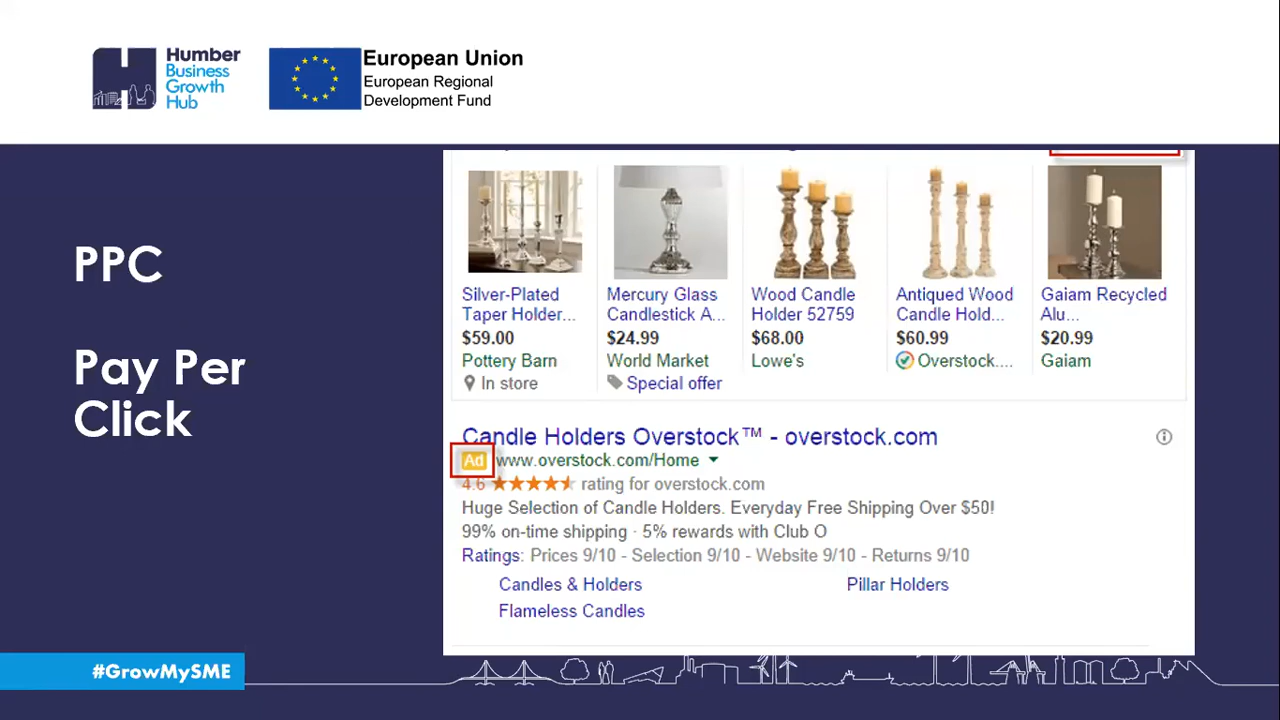 Humber
Business
Growth
Hub
European Union
European Regional
Development Fund
PPC
Pay Per
Click
Silver-Plated
Taper Holder...
$59.00
Pottery Barn
In store
Mercury Glass
Candlestick A...
$24.99
World Market
Special offer
Wood Candle
Holder 52759
$68.00
Lowe's
Antiqued Wood
Candle Hold...
$60.99
Overstock....
Gaiam Recycled
Alu...
$20.99
Gaiam
Candle Holders Overstock™ - overstock.com
Ad www.overstock.com/Home
4.6 rating for overstock.com
Huge Selection of Candle Holders. Everyday Free Shipping Over $50!
99% on-time shipping · 5% rewards with Club O
Ratings: Prices 9/10 - Selection 9/10 - Website 9/10 - Returns 9/10
Candles & Holders
Pillar Holders
Flameless Candles
#GrowMySME